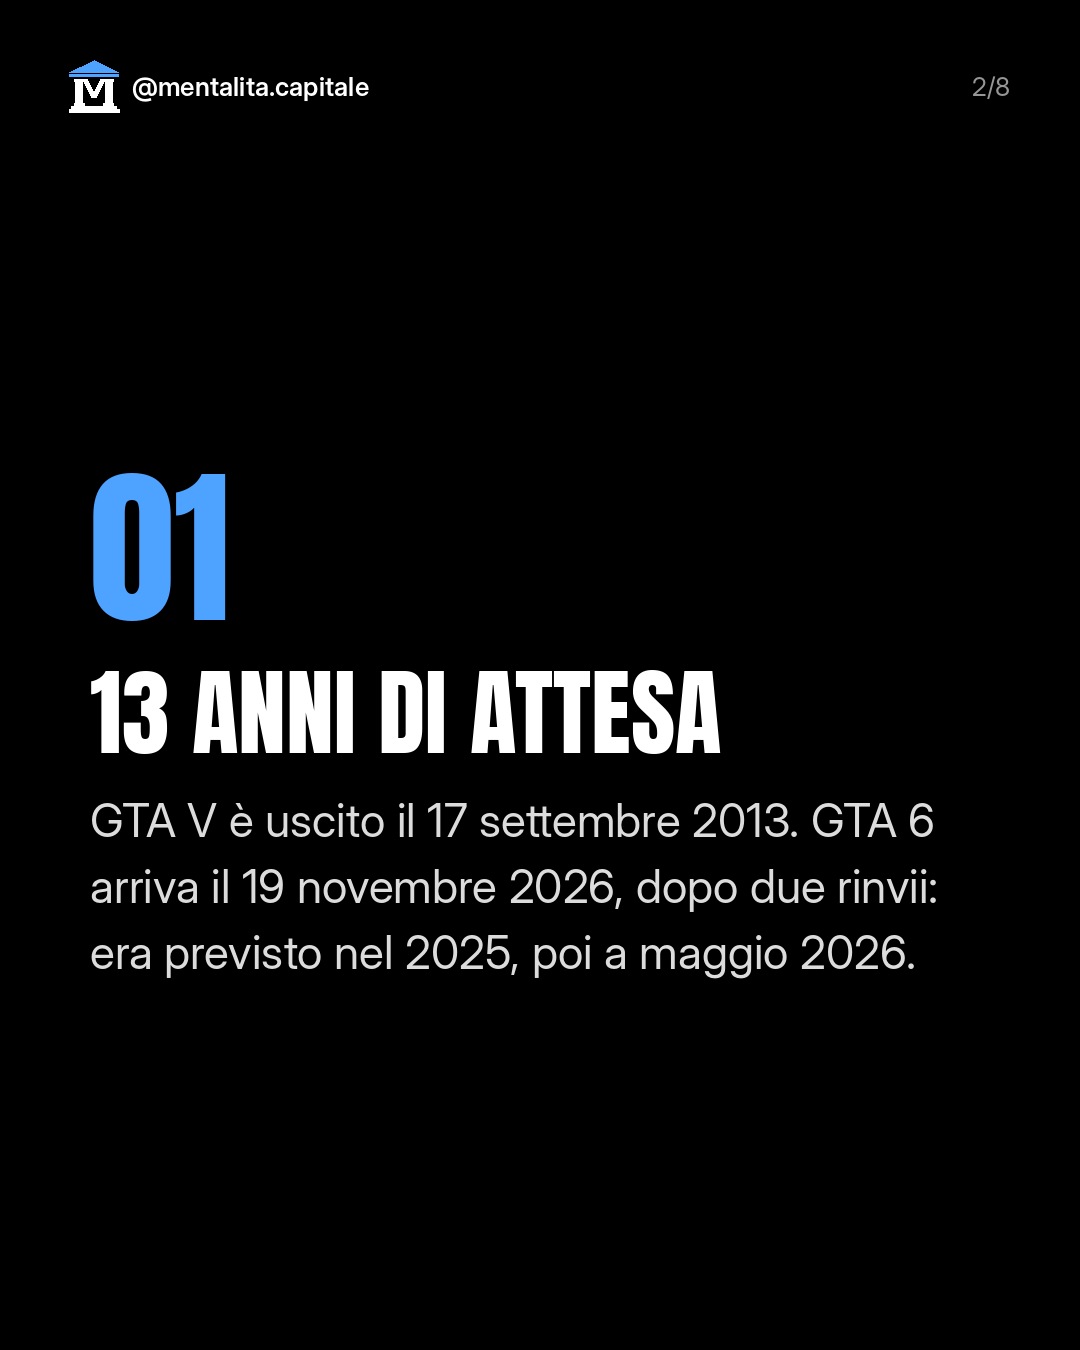 @mentalita.capitale
2/8
01
13 ANNI DI ATTESA
GTA V è uscito il 17 settembre 2013. GTA 6
arriva il 19 novembre 2026, dopo due rinvii:
era previsto nel 2025, poi a maggio 2026.